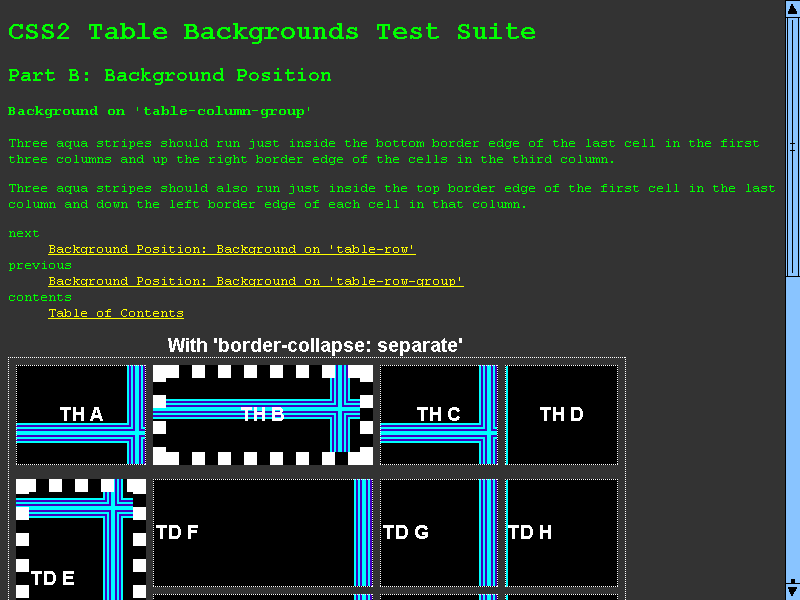 CSS2 Table Backgrounds Test Suite
Part B: Background Position
Background on 'table-column-group'
Three aqua stripes should run just inside the bottom border edge of the last cell in the first
three columns and up the right border edge of the cells in the third column.
Three aqua stripes should also run just inside the top border edge of the first cell in the last
column and down the left border edge of each cell in that column.
next
Background Position: Background on 'table-row'
previous
Background Position: Background on 'table-row-group'
contents
Table of Contents
With 'border-collapse: separate'
TH A TH B TH C TH D
TD F TD G TD H
TD E